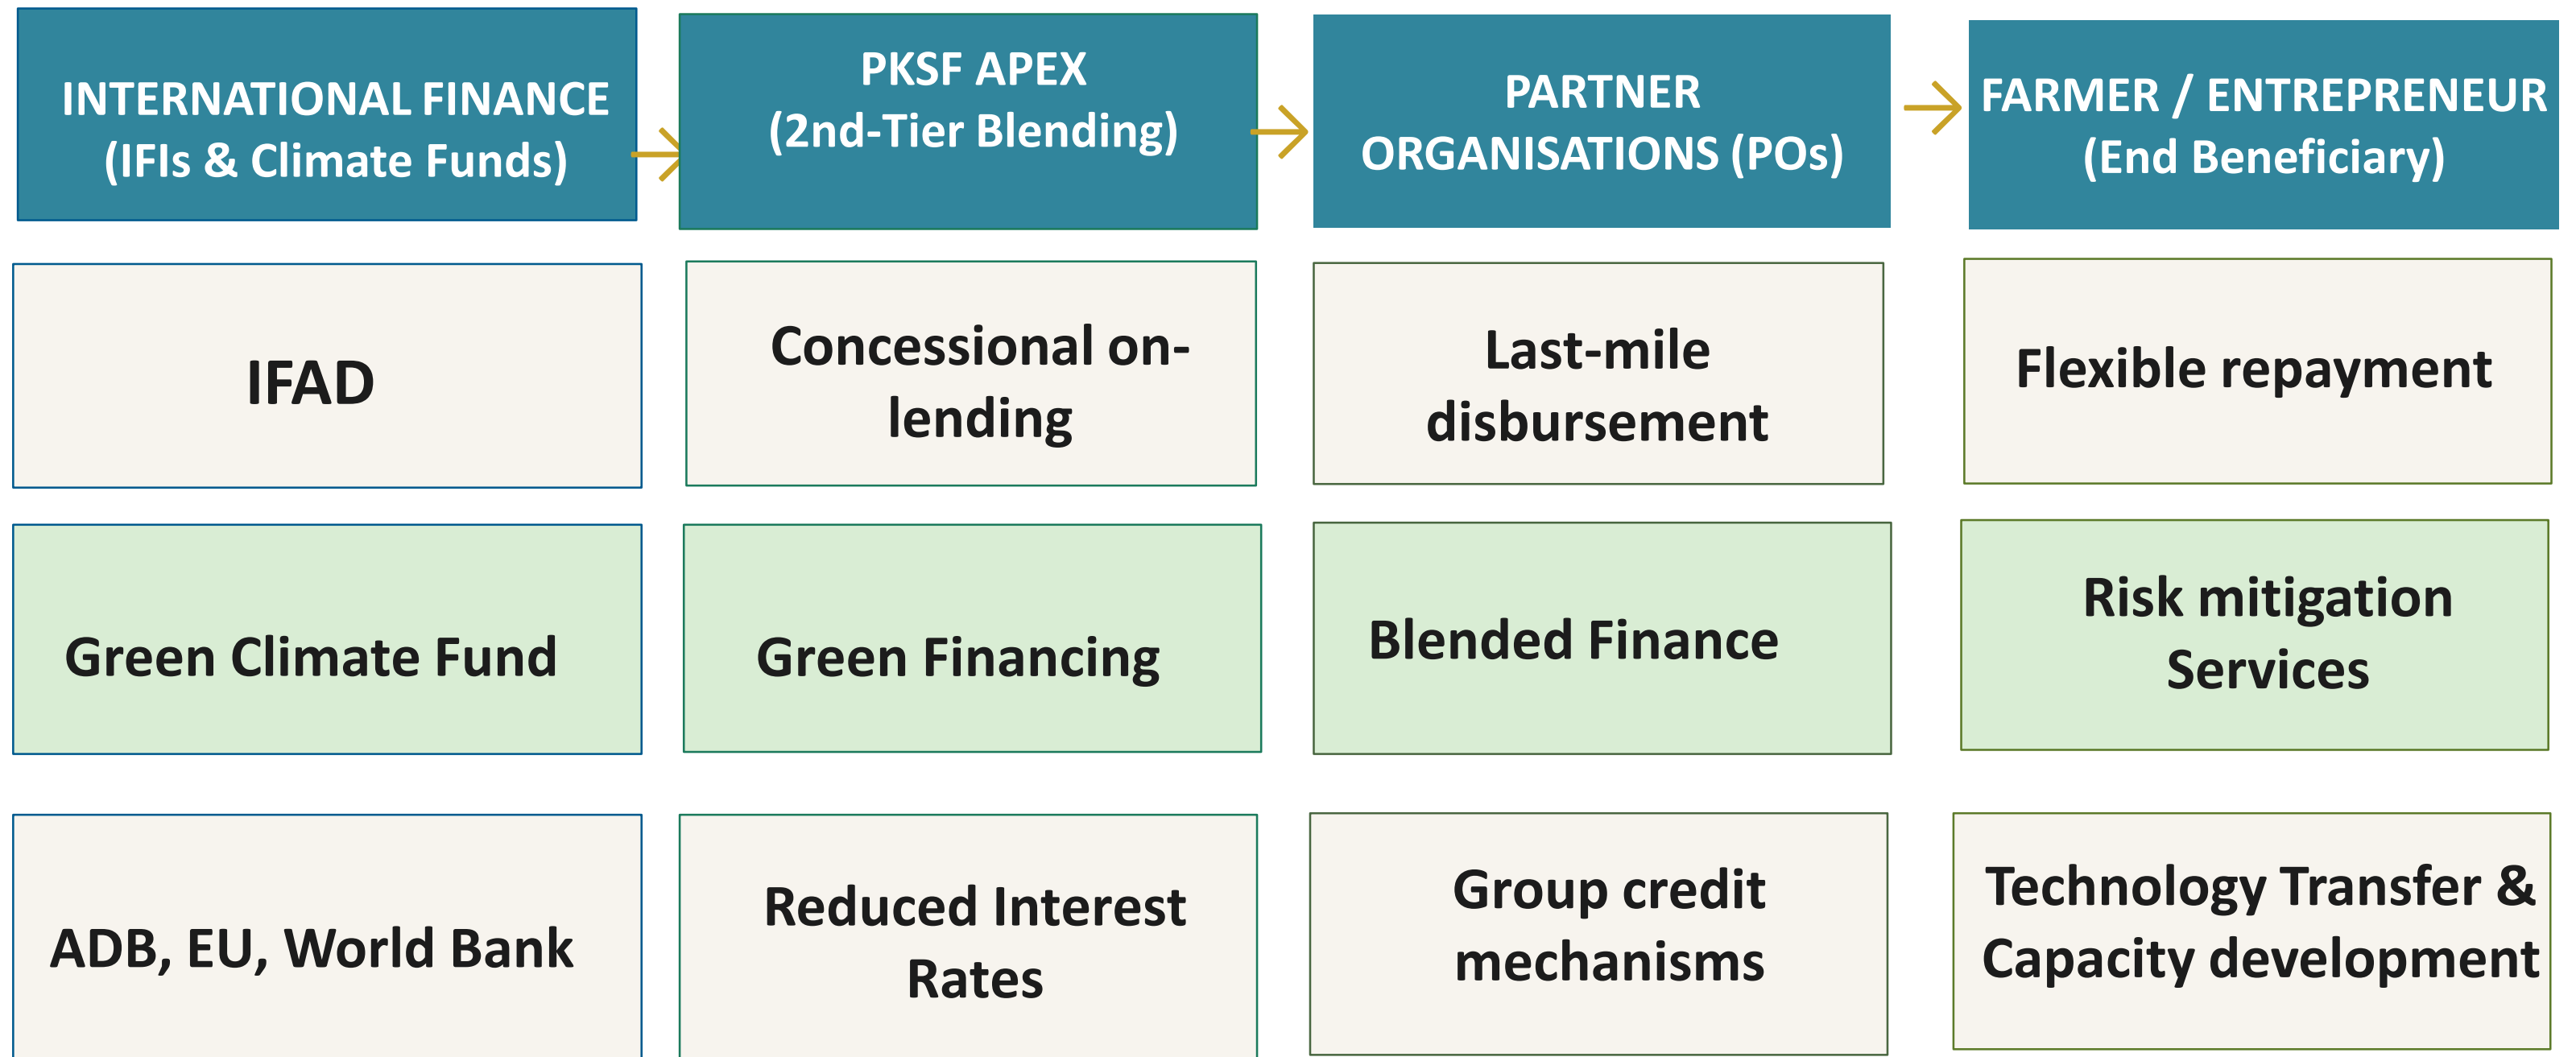 INTERNATIONAL FINANCE
(IFIs & Climate Funds)
PKSF APEX
(2nd-Tier Blending)
PARTNER
ORGANISATIONS (POs)
FARMER / ENTREPRENEUR
(End Beneficiary)
IFAD
Concessional on-
lending
Last-mile
disbursement
Flexible repayment
Green Climate Fund
Green Financing
Blended Finance
Risk mitigation
Services
ADB, EU, World Bank
Reduced Interest
Rates
Group credit
mechanisms
Technology Transfer &
Capacity development